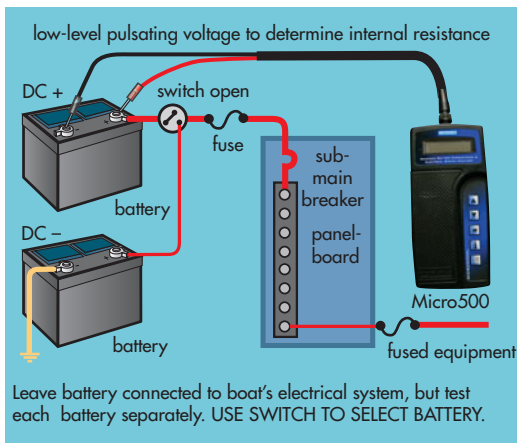 low-level pulsating voltage to determine internal resistance
DC +
switch open
fuse
sub-
main
breaker
battery
panel-
board
DC –
Micro500
battery
fused equipment
Leave battery connected to boat's electrical system, but test
each battery separately. USE SWITCH TO SELECT BATTERY.